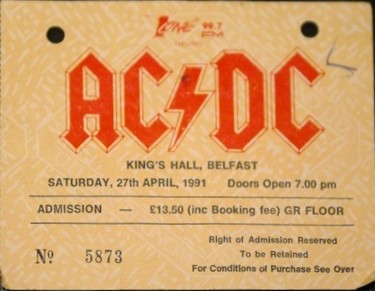 LOVE 99.7
FM
AC DC
KING'S HALL, BELFAST
SATURDAY, 27th APRIL, 1991 Doors Open 7.00 pm
ADMISSION — £13.50 (inc Booking fee) GR FLOOR
Nº 5873
Right of Admission Reserved
To be Retained
For Conditions of Purchase See Over